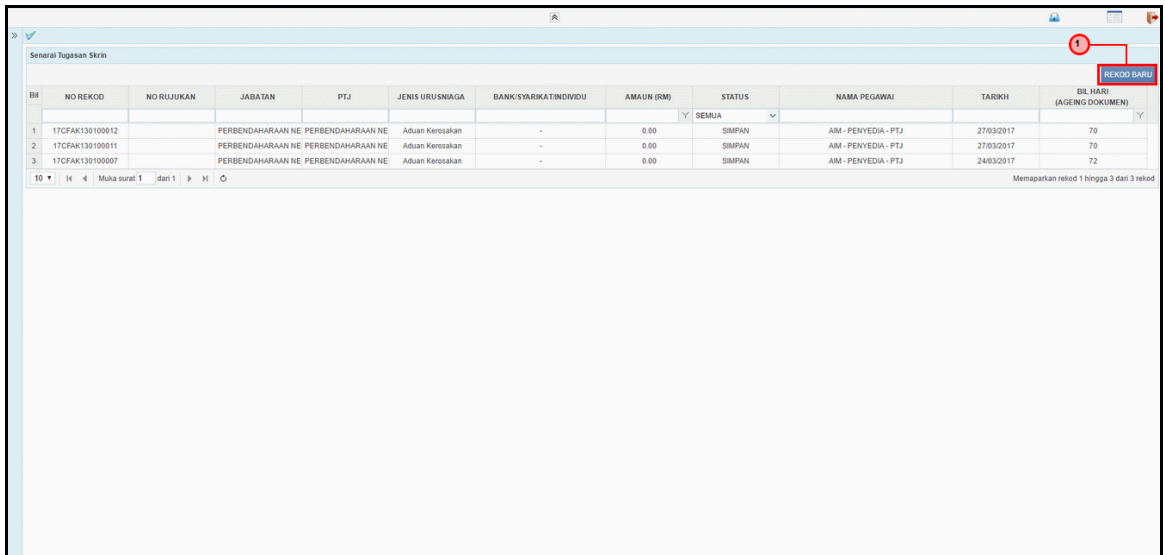 1
Senarai Tugasan Skrin
REKOD BARU
Bil NO REKOD NO RUJUKAN JABATAN PTJ JENIS URUSNIAGA BANK/SYARIKAT/INDIVIDU AMAUN (RM) STATUS NAMA PEGAWAI TARIKH BIL HARI
(AGEING DOKUMEN)
SEMUA
1 17CFAK130100012 PERBENDAHARAAN NE PERBENDAHARAAN NE Aduan Kerosakan - 0.00 SIMPAN AIM - PENYEDIA - PTJ 27/03/2017 70
2 17CFAK130100011 PERBENDAHARAAN NE PERBENDAHARAAN NE Aduan Kerosakan - 0.00 SIMPAN AIM - PENYEDIA - PTJ 27/03/2017 70
3 17CFAK130100007 PERBENDAHARAAN NE PERBENDAHARAAN NE Aduan Kerosakan - 0.00 SIMPAN AIM - PENYEDIA - PTJ 24/03/2017 72
10 Muka surat 1 dari 1 Memaparkan rekod 1 hingga 3 dari 3 rekod